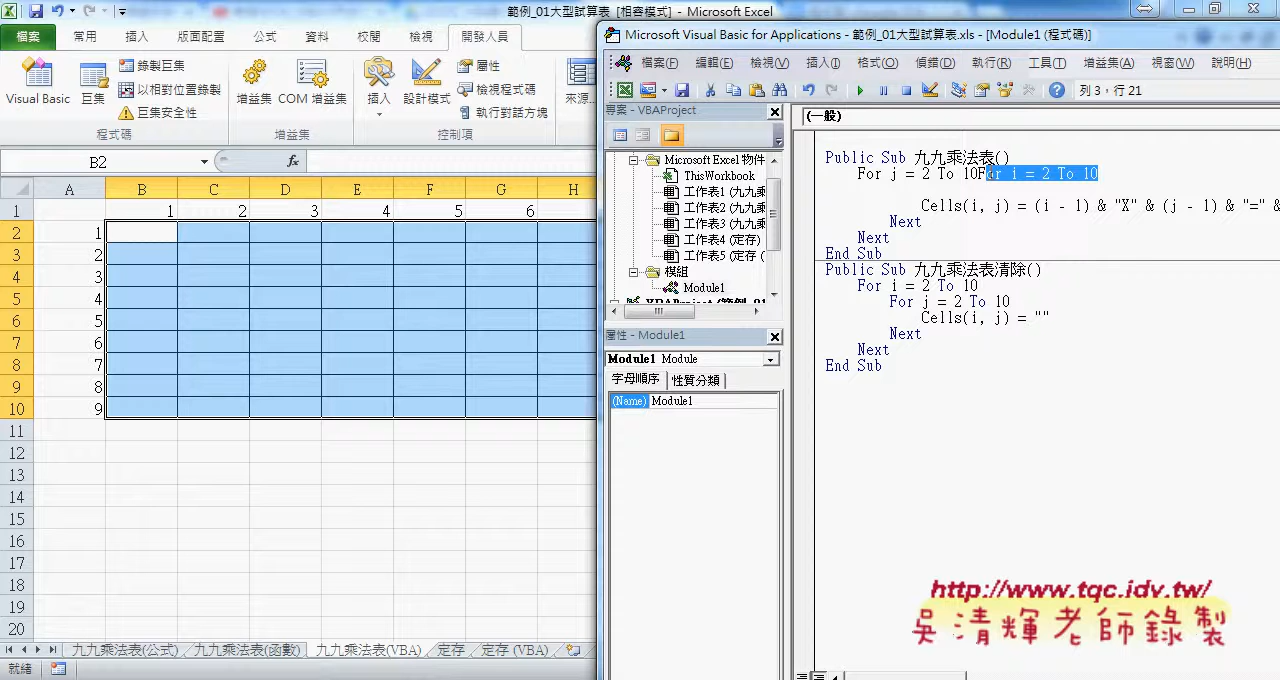 範例_01大型試算表 [相容模式] - Microsoft Excel
檔案 常用 插入 版面配置 公式 資料 校閱 檢視 開發人員
Visual Basic 巨集 錄製巨集 以相對位置錄製 巨集安全性 增益集 COM 增益集 插入 設計模式 屬性 檢視程式碼 執行對話方塊 來源
程式碼 增益集 控制項
B2 fx
A B C D E F G H
1 1 2 3 4 5 6
2 1
3 2
4 3
5 4
6 5
7 6
8 7
9 8
10 9
11
12
13
14
15
16
17
18
19
20
九九乘法表(公式) 九九乘法表(函數) 九九乘法表(VBA) 定存 定存(VBA)
就緒
Microsoft Visual Basic for Applications - 範例_01大型試算表.xls - [Module1 (程式碼)]
檔案(F) 編輯(E) 檢視(V) 插入(I) 格式(O) 偵錯(D) 執行(R) 工具(T) 增益集(A) 視窗(W) 說明(H)
列 3，行 21
專案 - VBAProject
Microsoft Excel 物件
ThisWorkbook
工作表1 (九九乘
工作表2 (九九乘
工作表3 (九九乘
工作表4 (定存)
工作表5 (定存 (
模組
Module1
屬性 - Module1
Module1 Module
字母順序 性質分類
(Name) Module1
(一般)
Public Sub 九九乘法表()
For j = 2 To 10For i = 2 To 10
Cells(i, j) = (i - 1) & "X" & (j - 1) & "=" &
Next
Next
End Sub
Public Sub 九九乘法表清除()
For i = 2 To 10
For j = 2 To 10
Cells(i, j) = ""
Next
Next
End Sub
http://www.tqc.idv.tw/
吳清輝老師錄製